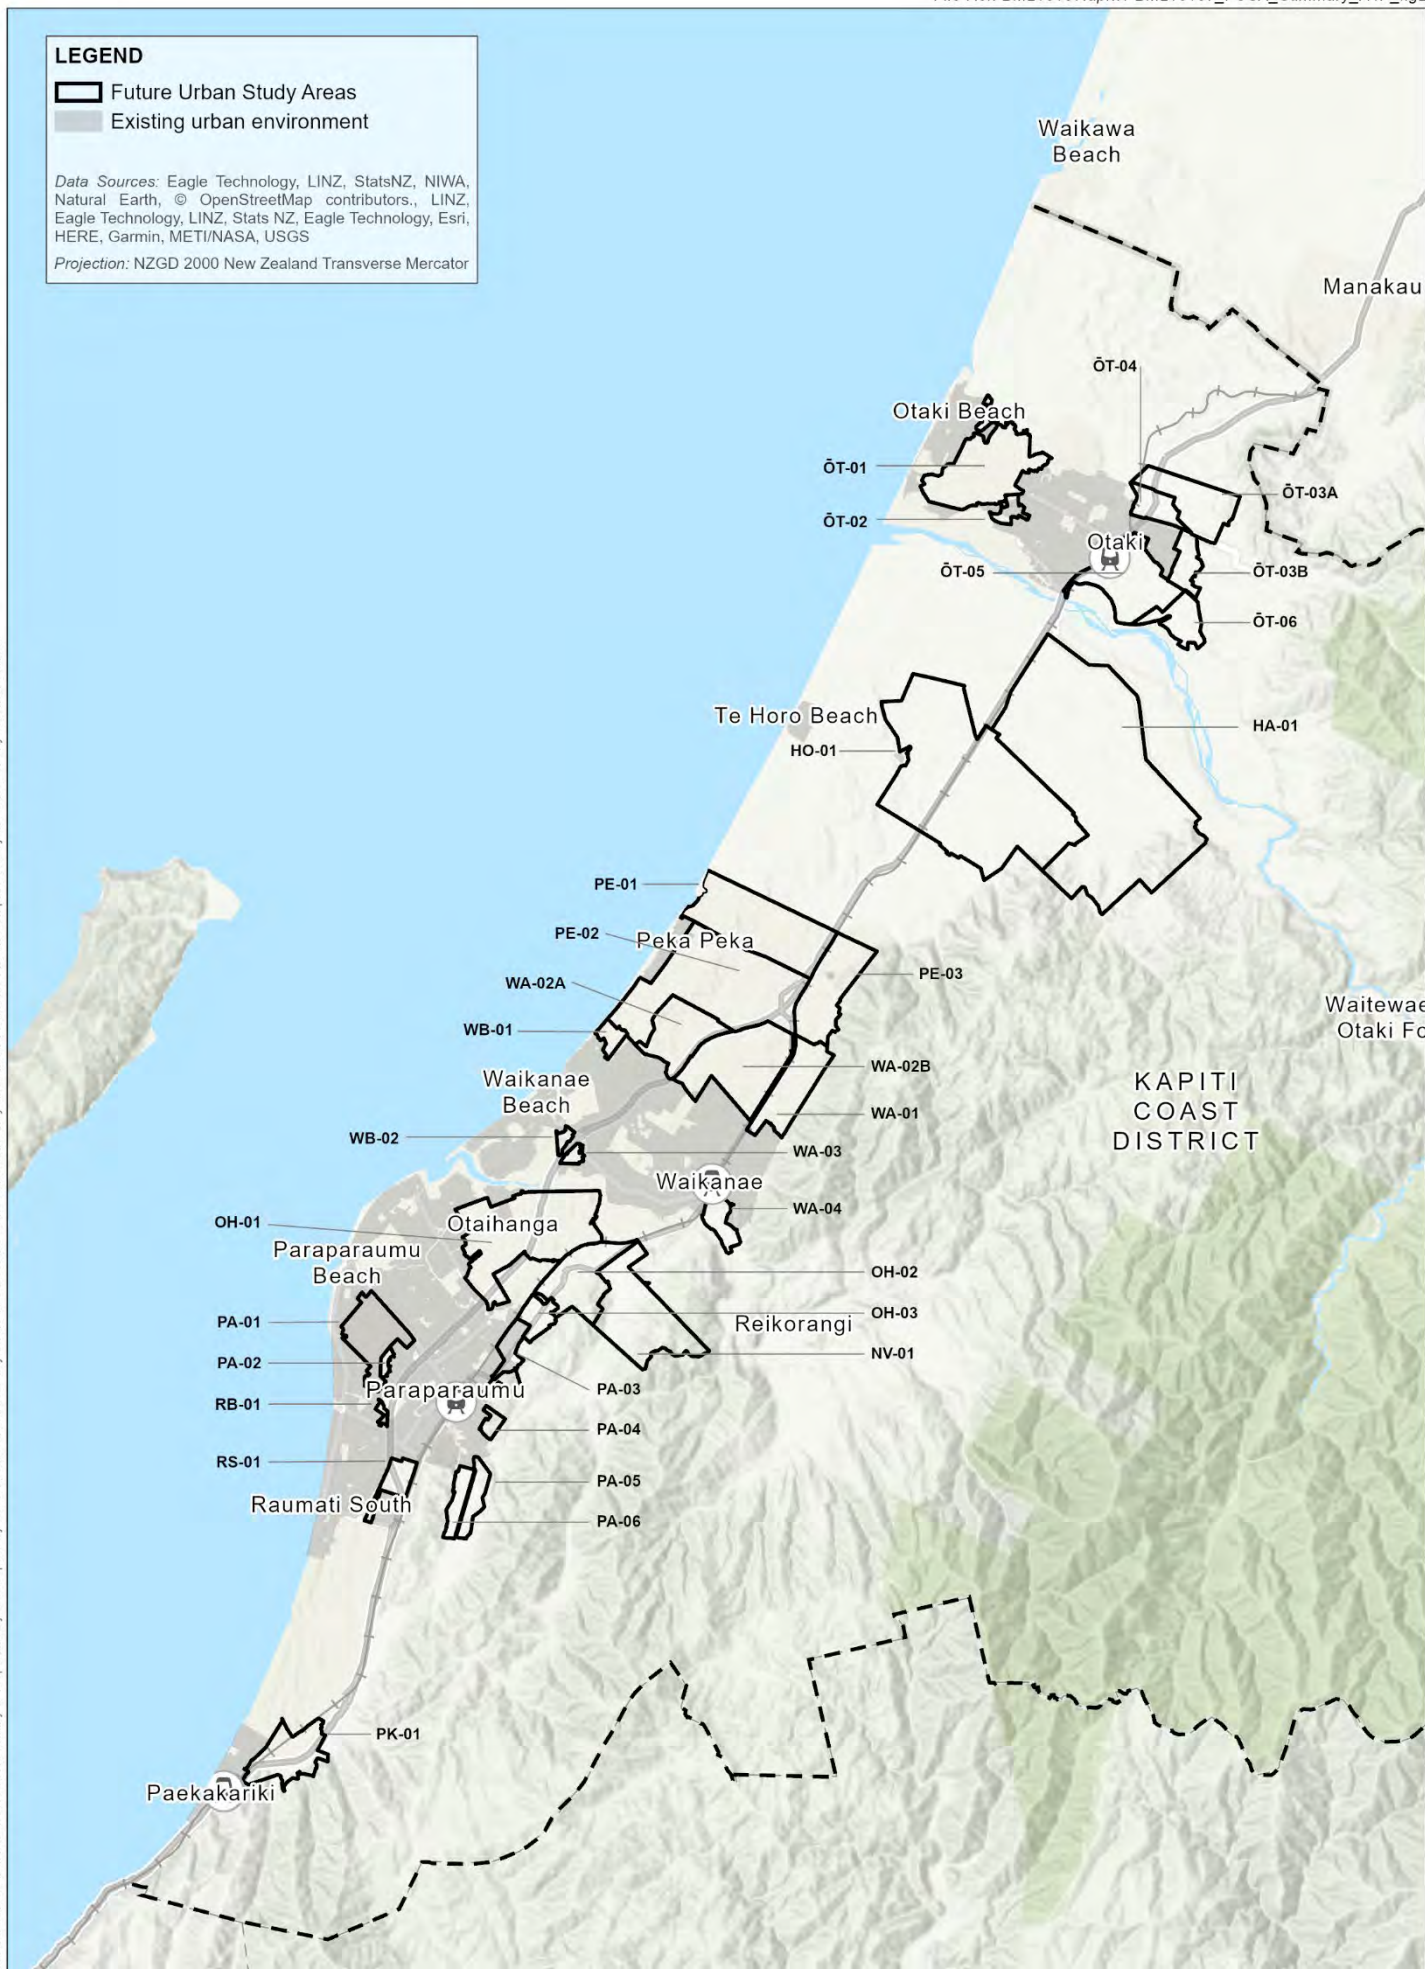 LEGEND
Future Urban Study Areas
Existing urban environment
Data Sources: Eagle Technology, LINZ, StatsNZ, NIWA,
Natural Earth, © OpenStreetMap contributors., LINZ,
Eagle Technology, LINZ, Stats NZ, Eagle Technology, Esri,
HERE, Garmin, METI/NASA, USGS
Projection: NZGD 2000 New Zealand Transverse Mercator
Waikawa
Beach
Manakau
ŌT-04
Otaki Beach
ŌT-01
ŌT-03A
ŌT-02
Otaki
ŌT-05
ŌT-03B
ŌT-06
Te Horo Beach
HA-01
HO-01
PE-01
PE-02
Peka Peka
PE-03
WA-02A
Waitewae
Otaki Fo
WB-01
WA-02B
Waikanae
Beach
KAPITI
COAST
DISTRICT
WA-01
WB-02
WA-03
Waikanae
WA-04
OH-01
Otaihanga
Paraparaumu
Beach
OH-02
OH-03
PA-01
Reikorangi
NV-01
PA-02
Paraparaumu
PA-03
RB-01
PA-04
RS-01
PA-05
Raumati South
PA-06
PK-01
Paekakariki